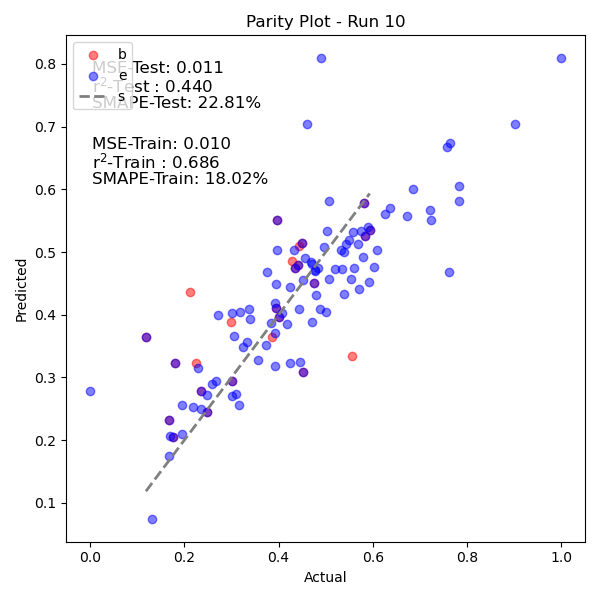 Parity Plot - Run 10
b
e
s
MSE-Test: 0.011
r²-Test : 0.440
SMAPE-Test: 22.81%
MSE-Train: 0.010
r²-Train : 0.686
SMAPE-Train: 18.02%
Predicted
0.8
0.7
0.6
0.5
0.4
0.3
0.2
0.1
0.0 0.2 0.4 0.6 0.8 1.0
Actual